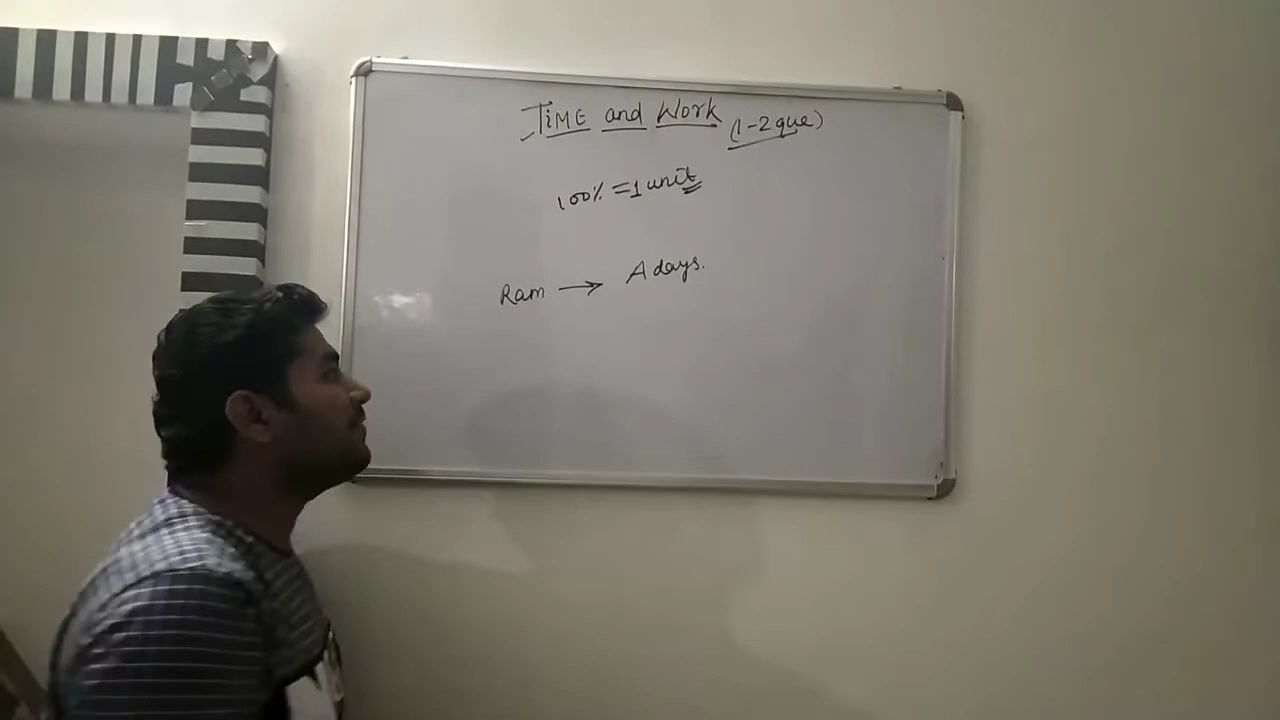 TIME and Work (1-2 que)
100% = 1 unit
Ram → A days.